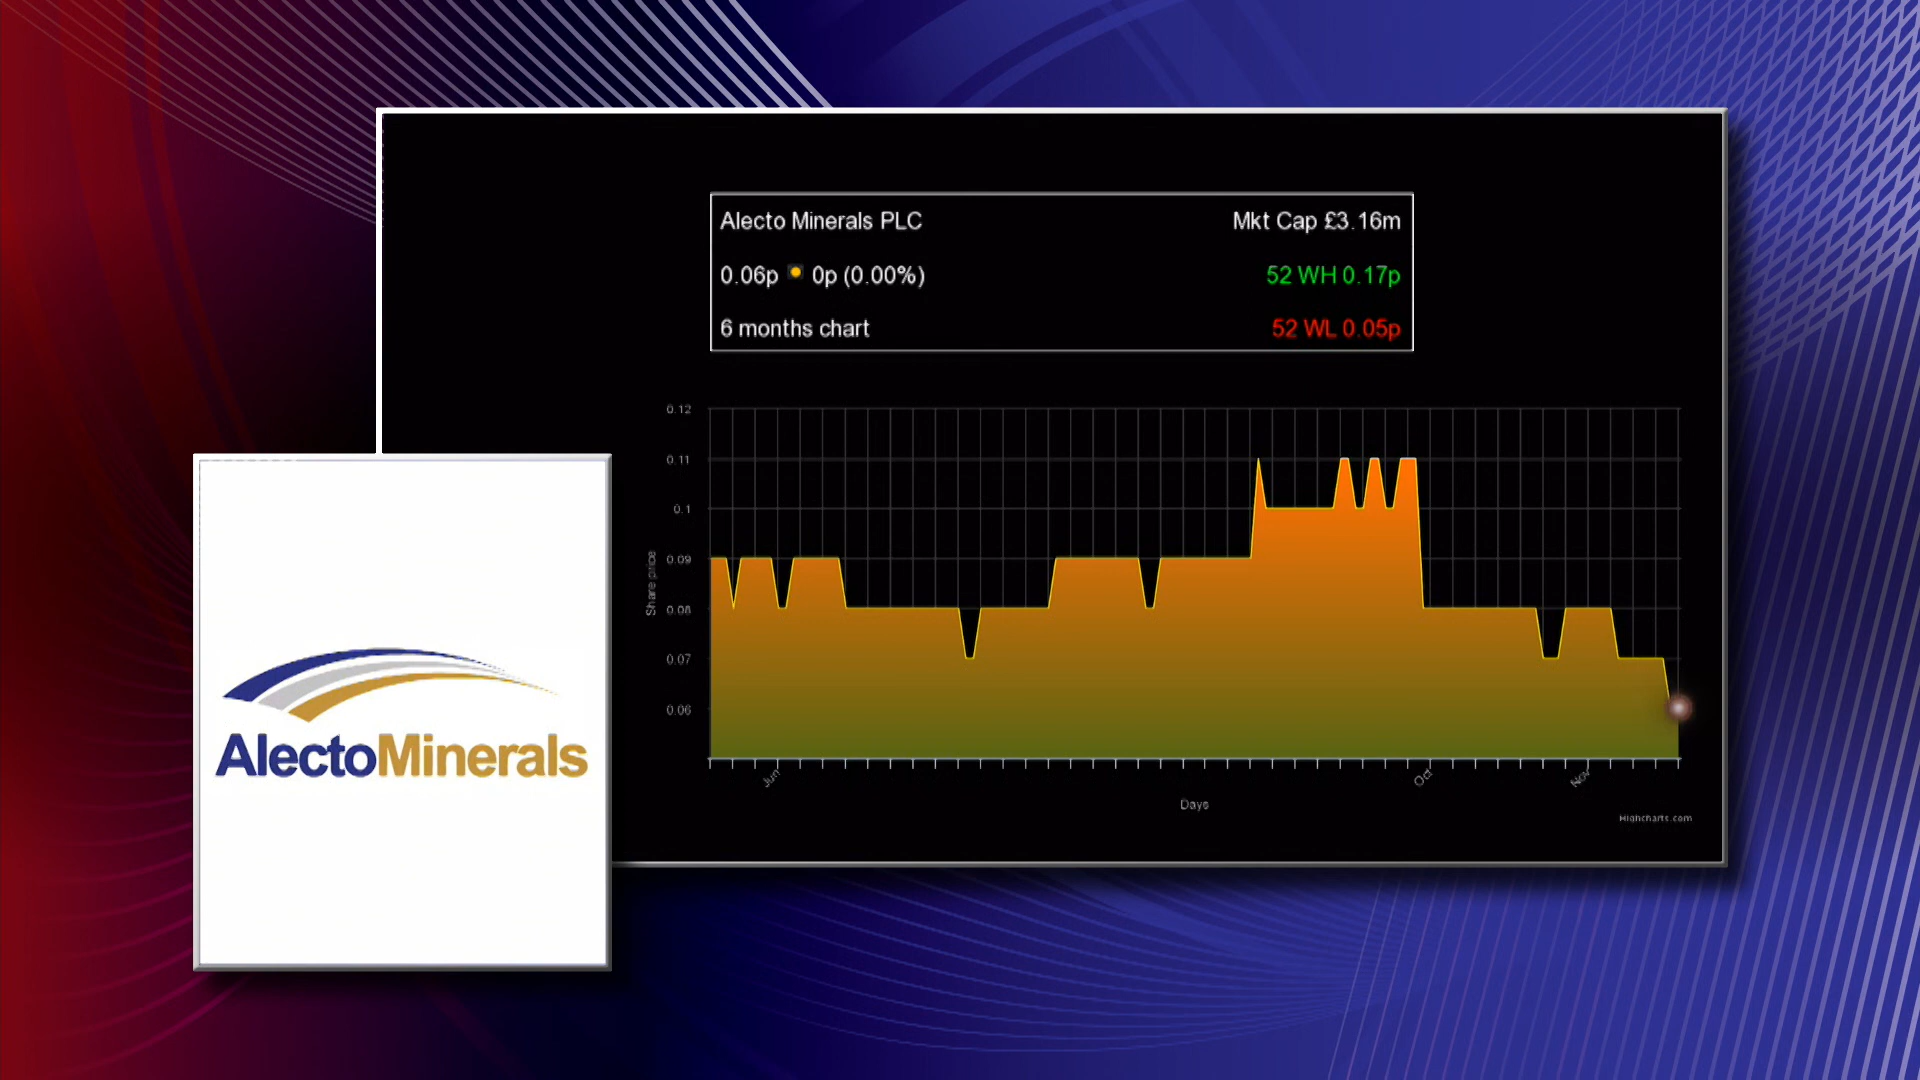 Alecto Minerals PLC
Mkt Cap £3.16m
0.06p 0p (0.00%)
52 WH 0.17p
6 months chart
52 WL 0.05p
0.12
0.11
0.1
0.09
0.08
0.07
0.06
Share price
Jun
Oct
Nov
Days
Highcharts.com
AlectoMinerals